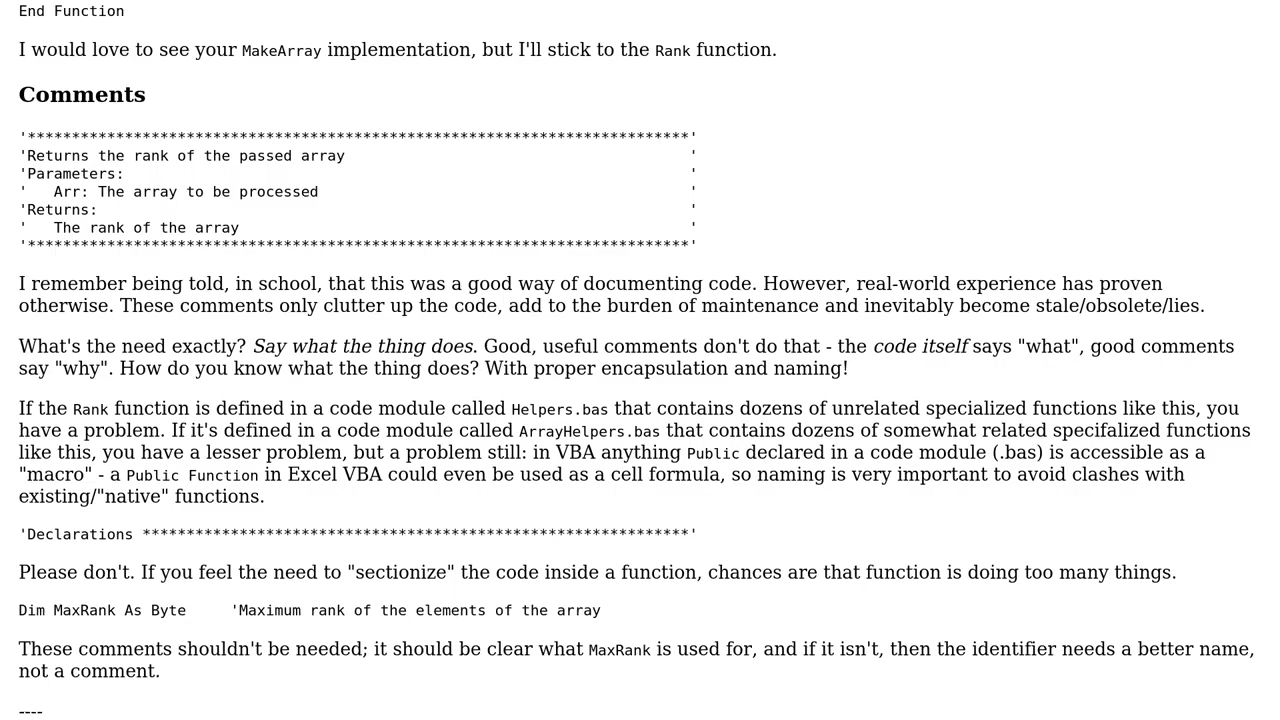 End Function
I would love to see your MakeArray implementation, but I'll stick to the Rank function.
Comments
'***************************************************************************'
'Returns the rank of the passed array                                       '
'Parameters:                                                                '
'   Arr: The array to be processed                                          '
'Returns:                                                                   '
'   The rank of the array                                                   '
'***************************************************************************'
I remember being told, in school, that this was a good way of documenting code. However, real-world experience has proven
otherwise. These comments only clutter up the code, add to the burden of maintenance and inevitably become stale/obsolete/lies.
What's the need exactly? Say what the thing does. Good, useful comments don't do that - the code itself says "what", good comments
say "why". How do you know what the thing does? With proper encapsulation and naming!
If the Rank function is defined in a code module called Helpers.bas that contains dozens of unrelated specialized functions like this, you
have a problem. If it's defined in a code module called ArrayHelpers.bas that contains dozens of somewhat related specifalized functions
like this, you have a lesser problem, but a problem still: in VBA anything Public declared in a code module (.bas) is accessible as a
"macro" - a Public Function in Excel VBA could even be used as a cell formula, so naming is very important to avoid clashes with
existing/"native" functions.
'Declarations **************************************************************'
Please don't. If you feel the need to "sectionize" the code inside a function, chances are that function is doing too many things.
Dim MaxRank As Byte     'Maximum rank of the elements of the array
These comments shouldn't be needed; it should be clear what MaxRank is used for, and if it isn't, then the identifier needs a better name,
not a comment.
----